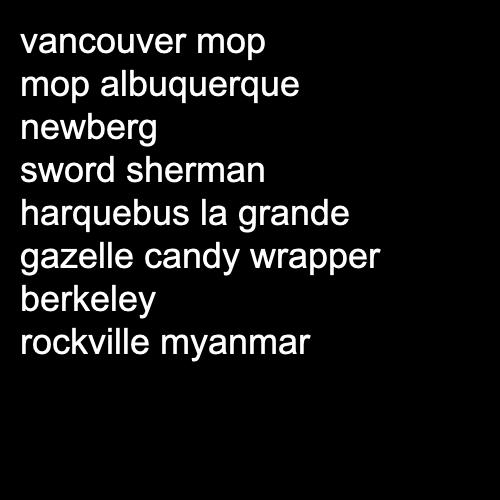 vancouver mop
mop albuquerque
newberg
sword sherman
harquebus la grande
gazelle candy wrapper
berkeley
rockville myanmar